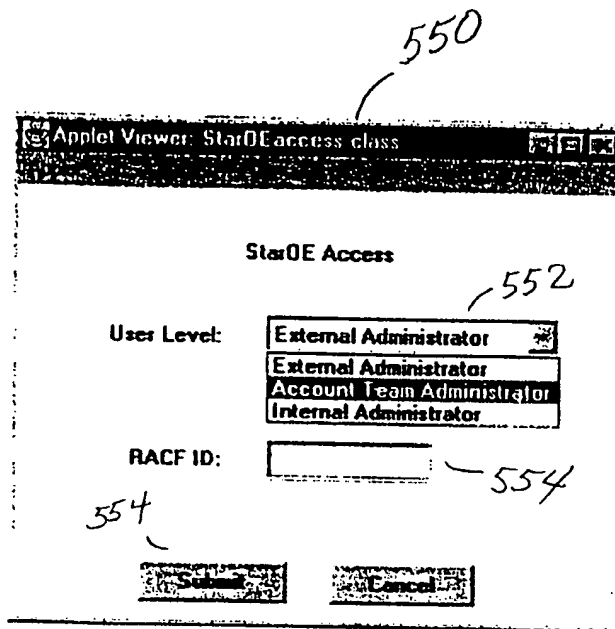 550
Applet Viewer: StarOEaccess class
StarOE Access
552
User Level: External Administrator
External Administrator
Account Team Administrator
Internal Administrator
RACF ID:
554
554
Submit Cancel